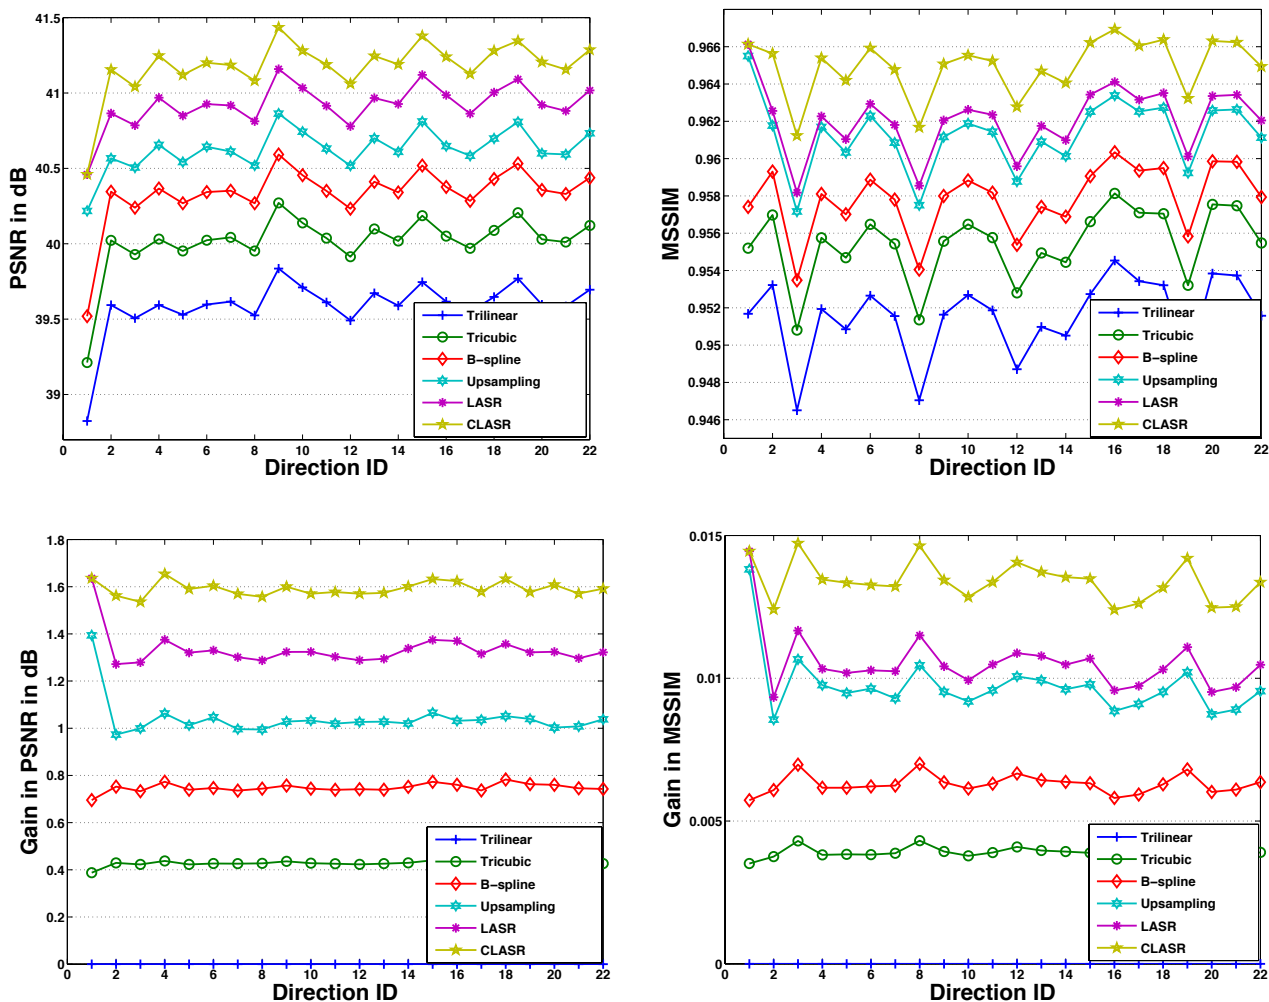 41.5
41
40.5
40
39.5
39
PSNR in dB
0 2 4 6 8 10 12 14 16 18 20 22
Direction ID
Trilinear
Tricubic
B−spline
Upsampling
LASR
CLASR
0.966
0.964
0.962
0.96
0.958
0.956
0.954
0.952
0.95
0.948
0.946
MSSIM
0 2 4 6 8 10 12 14 16 18 20 22
Direction ID
Trilinear
Tricubic
B−spline
Upsampling
LASR
CLASR
1.8
1.6
1.4
1.2
1
0.8
0.6
0.4
0.2
0
Gain in PSNR in dB
0 2 4 6 8 10 12 14 16 18 20 22
Direction ID
Trilinear
Tricubic
B−spline
Upsampling
LASR
CLASR
0.015
0.01
0.005
0
Gain in MSSIM
0 2 4 6 8 10 12 14 16 18 20 22
Direction ID
Trilinear
Tricubic
B−spline
Upsampling
LASR
CLASR